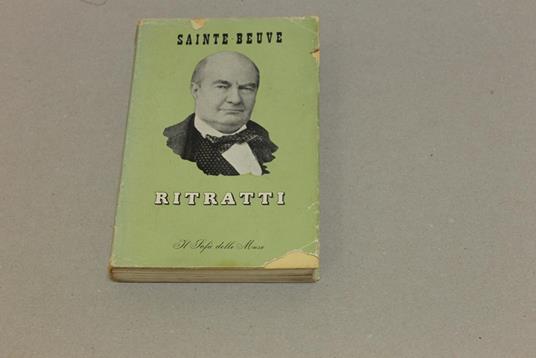 SAINTE-BEUVE
RITRATTI
Il Sofà delle Muse